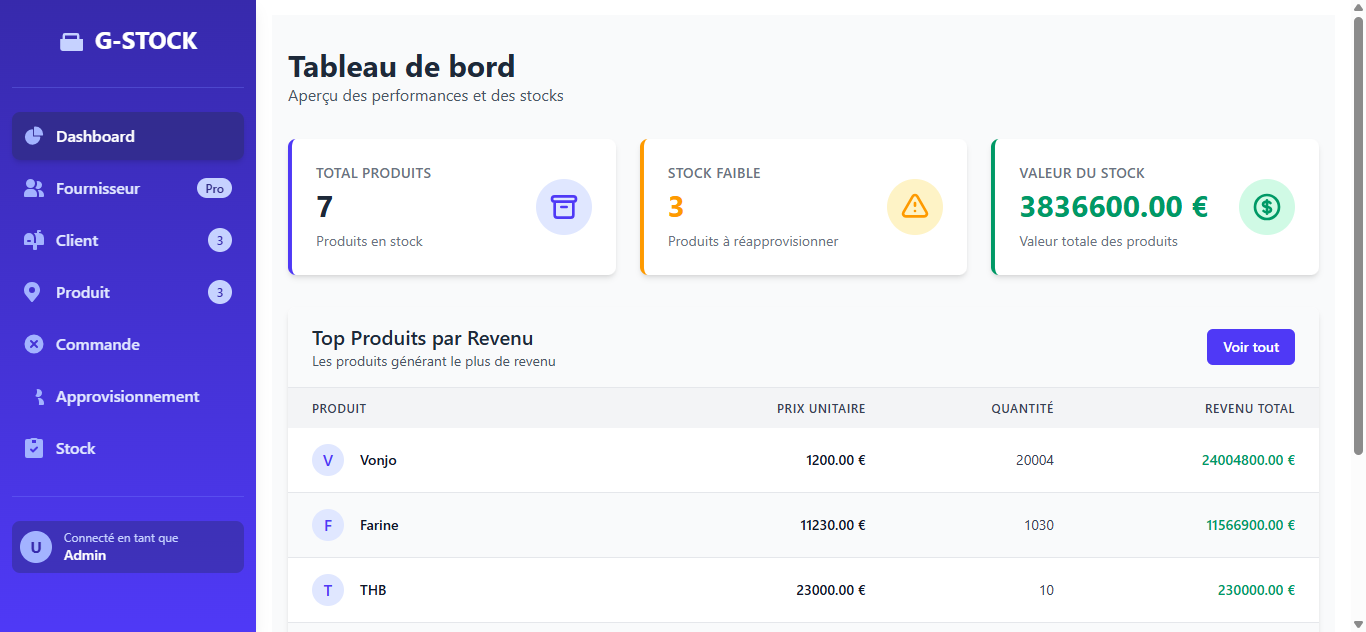 G-STOCK
Dashboard
Fournisseur Pro
Client 3
Produit 3
Commande
Approvisionnement
Stock
U Connecté en tant que
Admin
Tableau de bord
Aperçu des performances et des stocks
TOTAL PRODUITS
7
Produits en stock
STOCK FAIBLE
3
Produits à réapprovisionner
VALEUR DU STOCK
3836600.00 €
Valeur totale des produits
Top Produits par Revenu
Les produits générant le plus de revenu
Voir tout
PRODUIT PRIX UNITAIRE QUANTITÉ REVENU TOTAL
V Vonjo 1200.00 € 20004 24004800.00 €
F Farine 11230.00 € 1030 11566900.00 €
T THB 23000.00 € 10 230000.00 €